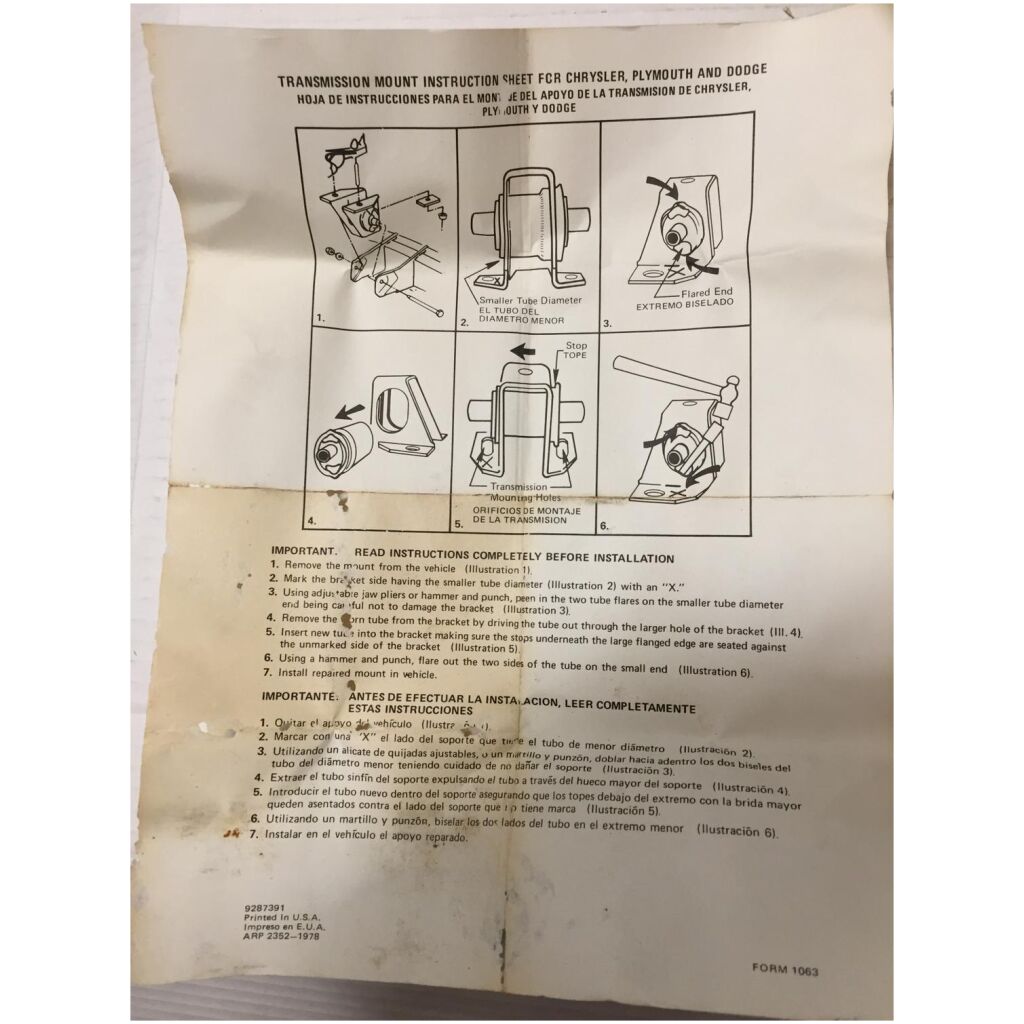 TRANSMISSION MOUNT INSTRUCTION SHEET FOR CHRYSLER, PLYMOUTH AND DODGE
HOJA DE INSTRUCCIONES PARA EL MONTAJE DEL APOYO DE LA TRANSMISION DE CHRYSLER,
PLYMOUTH Y DODGE
1.
X
Smaller Tube Diameter
EL TUBO DEL
DIAMETRO MENOR
2.
X
Flared End
EXTREMO BISELADO
3.
4.
Stop
TOPE
X
Transmission
Mounting Holes
ORIFICIOS DE MONTAJE
DE LA TRANSMISION
5.
X
6.
IMPORTANT. READ INSTRUCTIONS COMPLETELY BEFORE INSTALLATION
1. Remove the mount from the vehicle (Illustration 1).
2. Mark the bracket side having the smaller tube diameter (Illustration 2) with an "X."
3. Using adjustable jaw pliers or hammer and punch, peen in the two tube flares on the smaller tube diameter
end being careful not to damage the bracket (Illustration 3).
4. Remove the worn tube from the bracket by driving the tube out through the larger hole of the bracket (Ill. 4).
5. Insert new tube into the bracket making sure the stops underneath the large flanged edge are seated against
the unmarked side of the bracket (Illustration 5).
6. Using a hammer and punch, flare out the two sides of the tube on the small end (Illustration 6).
7. Install repaired mount in vehicle.
IMPORTANTE: ANTES DE EFECTUAR LA INSTALACION, LEER COMPLETAMENTE
ESTAS INSTRUCCIONES
1. Quitar el apoyo del vehículo
2. Marcar con una "X" el lado del soporte que tiene el tubo de menor diámetro (Ilustración 2).
3. Utilizando un alicate de quijadas ajustables, o un martillo y punzón, doblar hacia adentro los dos biseles del
tubo del diámetro menor teniendo cuidado de no dañar el soporte (Ilustración 3).
4. Extraer el tubo sinfín del soporte expulsando el tubo a través del hueco mayor del soporte (Ilustración 4).
5. Introducir el tubo nuevo dentro del soporte asegurando que los topes debajo del extremo con la brida mayor
queden asentados contra el lado del soporte que no tiene marca (Ilustración 5).
6. Utilizando un martillo y punzón, biselar los dos lados del tubo en el extremo menor (Ilustración 6).
7. Instalar en el vehículo el apoyo reparado.
9287391
Printed In U.S.A.
Impreso en E.U.A.
ARP 2352-1978
FORM 1063